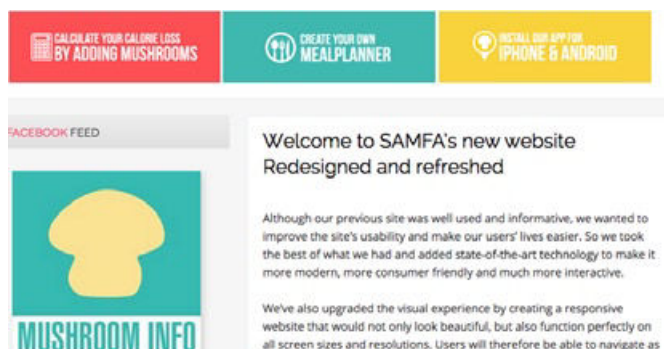 CALCULATE YOUR CALORIE LOSS
BY ADDING MUSHROOMS
CREATE YOUR OWN
MEALPLANNER
INSTALL OUR APP FOR
IPHONE & ANDROID
FACEBOOK FEED
MUSHROOM INFO
Welcome to SAMFA's new website
Redesigned and refreshed
Although our previous site was well used and informative, we wanted to
improve the site's usability and make our users' lives easier. So we took
the best of what we had and added state-of-the-art technology to make it
more modern, more consumer friendly and much more interactive.
We've also upgraded the visual experience by creating a responsive
website that would not only look beautiful, but also function perfectly on
all screen sizes and resolutions. Users will therefore be able to navigate as